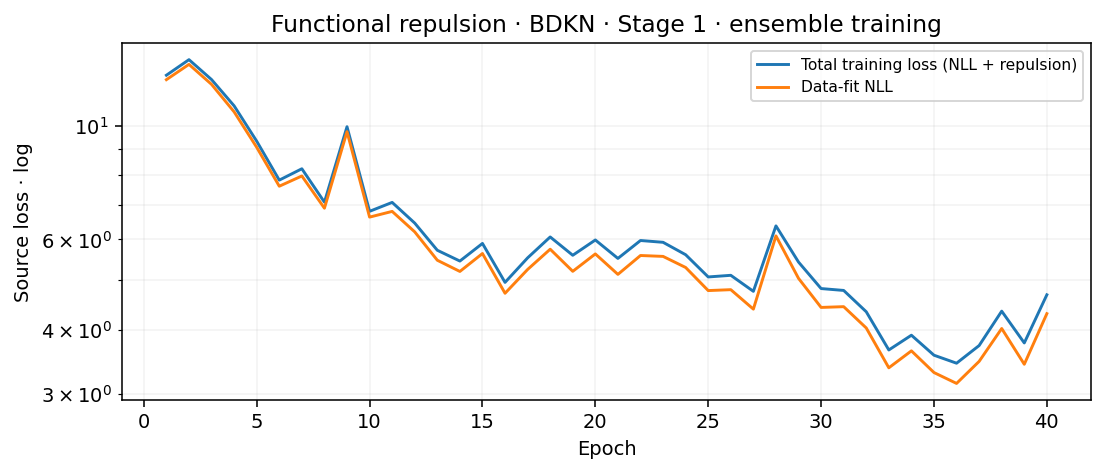 Functional repulsion · BDKN · Stage 1 · ensemble training
Total training loss (NLL + repulsion)
Data-fit NLL
Source loss · log
10¹
6 × 10⁰
4 × 10⁰
3 × 10⁰
0 5 10 15 20 25 30 35 40
Epoch